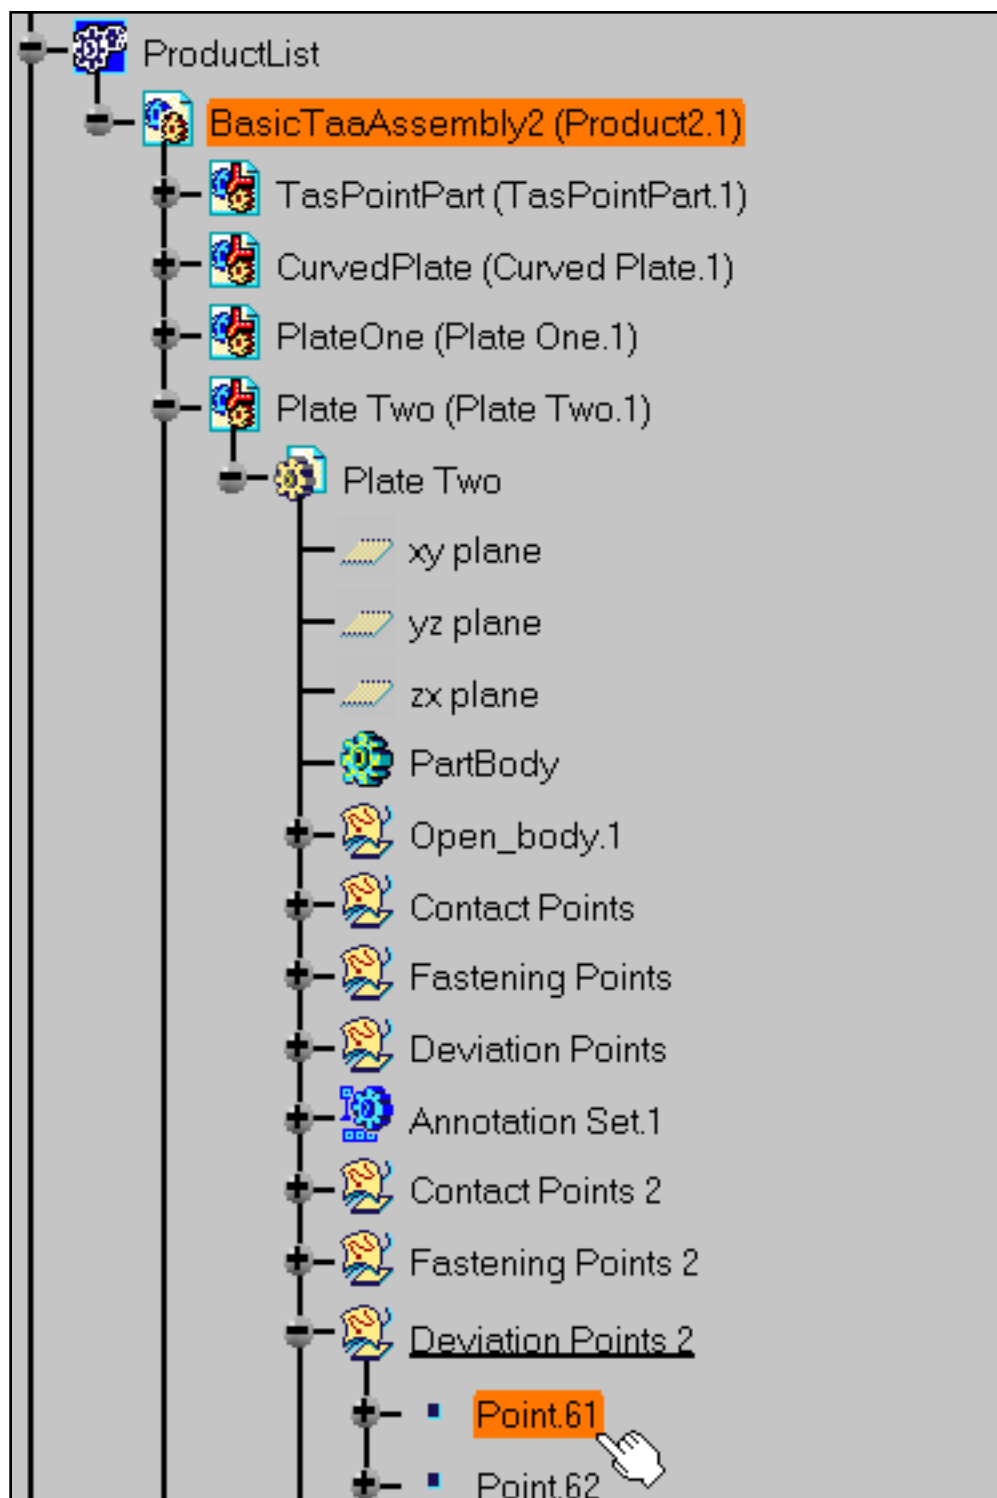 ProductList
BasicTaaAssembly2 (Product2.1)
TasPointPart (TasPointPart.1)
CurvedPlate (Curved Plate.1)
PlateOne (Plate One.1)
Plate Two (Plate Two.1)
Plate Two
xy plane
yz plane
zx plane
PartBody
Open_body.1
Contact Points
Fastening Points
Deviation Points
Annotation Set.1
Contact Points 2
Fastening Points 2
Deviation Points 2
Point.61
Point.62